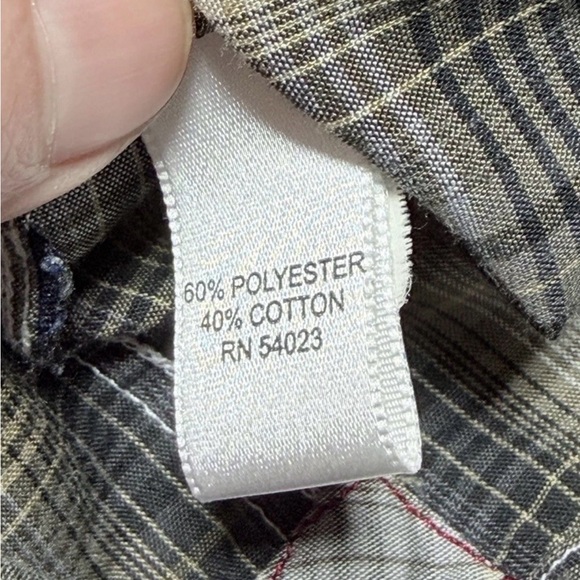 60% POLYESTER
40% COTTON
RN 54023